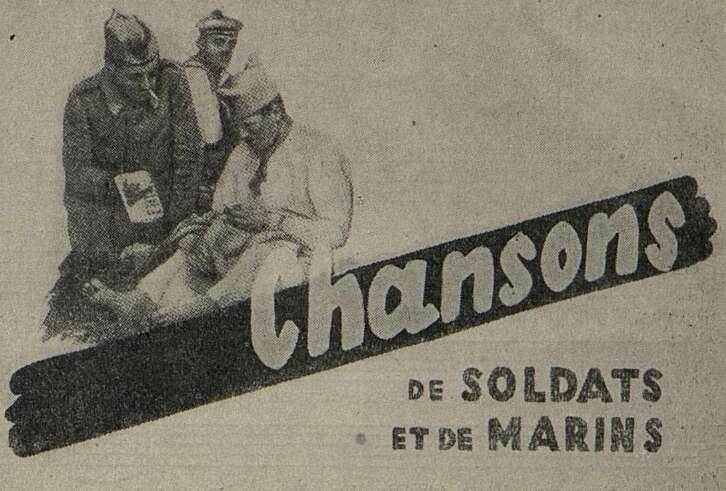 Chansons
DE SOLDATS
ET DE MARINS